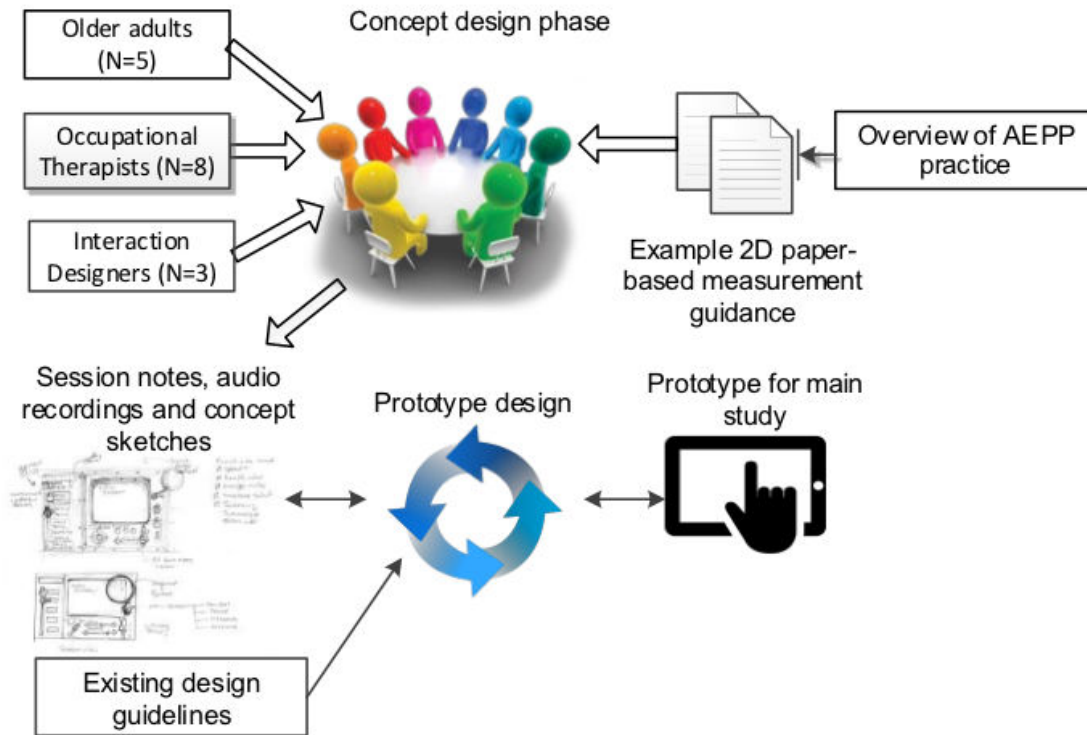 Older adults
(N=5)
Concept design phase
Occupational
Therapists (N=8)
Overview of AEPP
practice
Interaction
Designers (N=3)
Example 2D paper-
based measurement
guidance
Session notes, audio
recordings and concept
sketches
Prototype design
Prototype for main
study
Existing design
guidelines